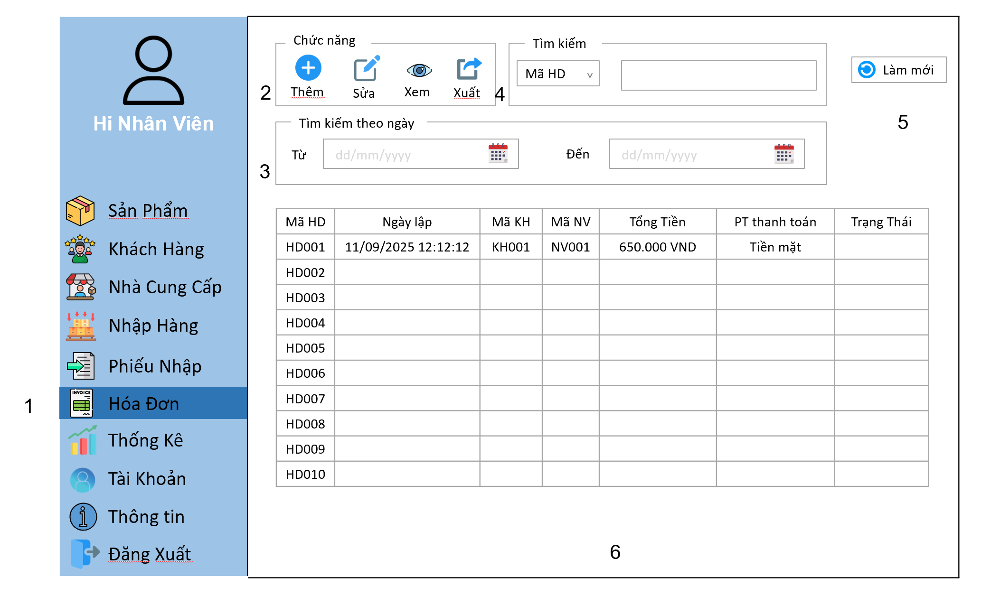 Hi Nhân Viên
Sản Phẩm
Khách Hàng
Nhà Cung Cấp
Nhập Hàng
Phiếu Nhập
1
INVOICE
Hóa Đơn
Thống Kê
Tài Khoản
Thông tin
Đăng Xuất
Chức năng
2
Thêm
Sửa
Xem
Xuất
Tìm kiếm
4
Mã HD
Làm mới
5
Tìm kiếm theo ngày
3
Từ
dd/mm/yyyy
Đến
dd/mm/yyyy
Mã HD Ngày lập Mã KH Mã NV Tổng Tiền PT thanh toán Trạng Thái
HD001 11/09/2025 12:12:12 KH001 NV001 650.000 VND Tiền mặt
HD002
HD003
HD004
HD005
HD006
HD007
HD008
HD009
HD010
6